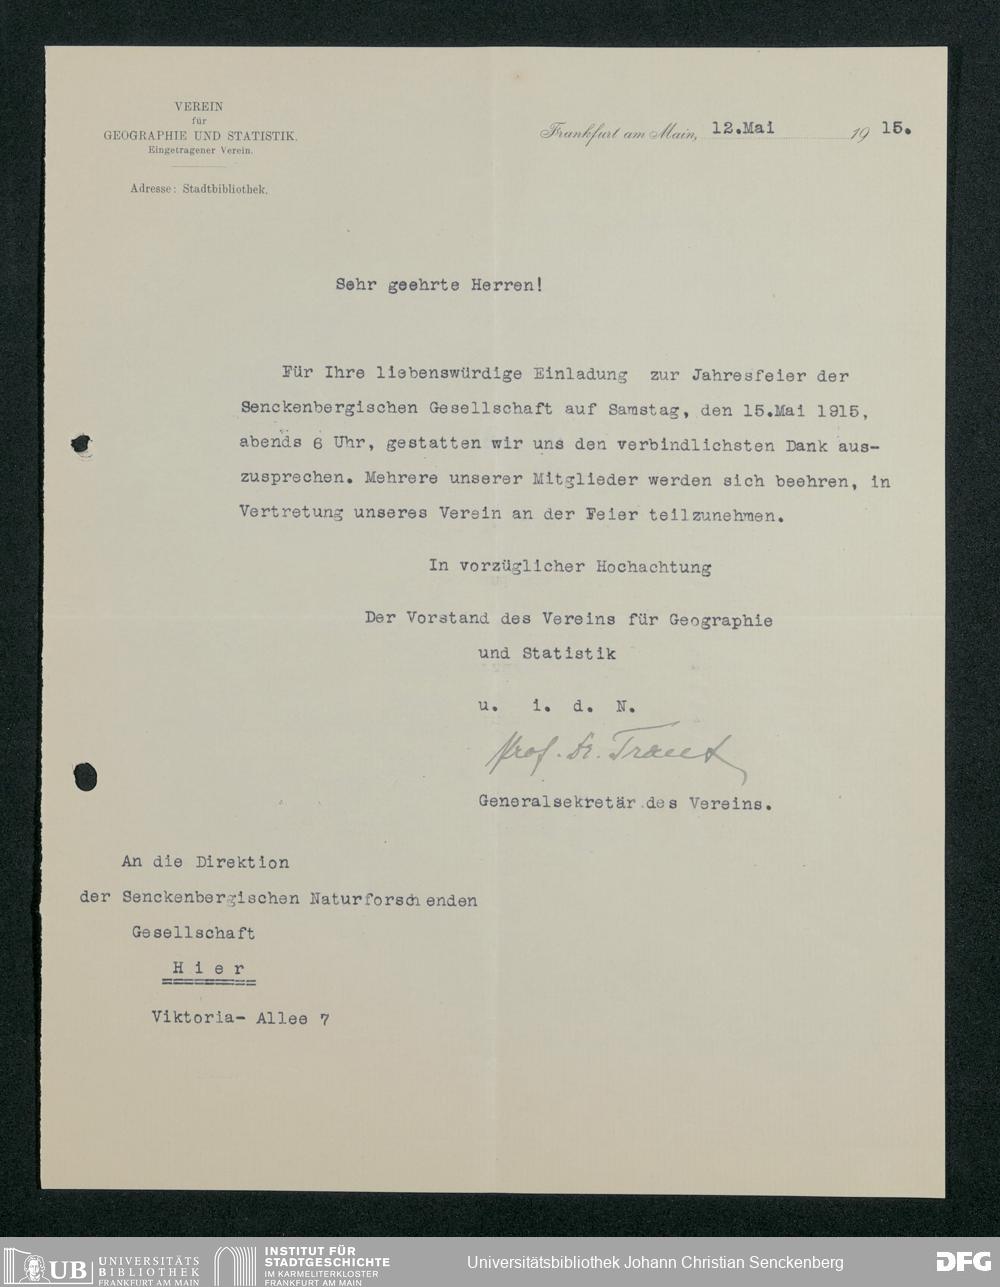 VEREIN
für
GEOGRAPHIE UND STATISTIK.
Eingetragener Verein.
Adresse: Stadtbibliothek.
Frankfurt am Main, 12.Mai 19 15.
Sehr geehrte Herren!
Für Ihre liebenswürdige Einladung zur Jahresfeier der
Senckenbergischen Gesellschaft auf Samstag, den 15.Mai 1915,
abends 6 Uhr, gestatten wir uns den verbindlichsten Dank aus-
zusprechen. Mehrere unserer Mitglieder werden sich beehren, in
Vertretung unseres Verein an der Feier teilzunehmen.
In vorzüglicher Hochachtung
Der Vorstand des Vereins für Geographie
und Statistik
u. i. d. N.
Prof. Dr. Traut
Generalsekretär des Vereins.
An die Direktion
der Senckenbergischen Naturforschenden
Gesellschaft
Hier
Viktoria- Allee 7
UB UNIVERSITÄTS
BIBLIOTHEK
FRANKFURT AM MAIN
INSTITUT FÜR
STADTGESCHICHTE
IM KARMELITERKLOSTER
FRANKFURT AM MAIN
Universitätsbibliothek Johann Christian Senckenberg
DFG